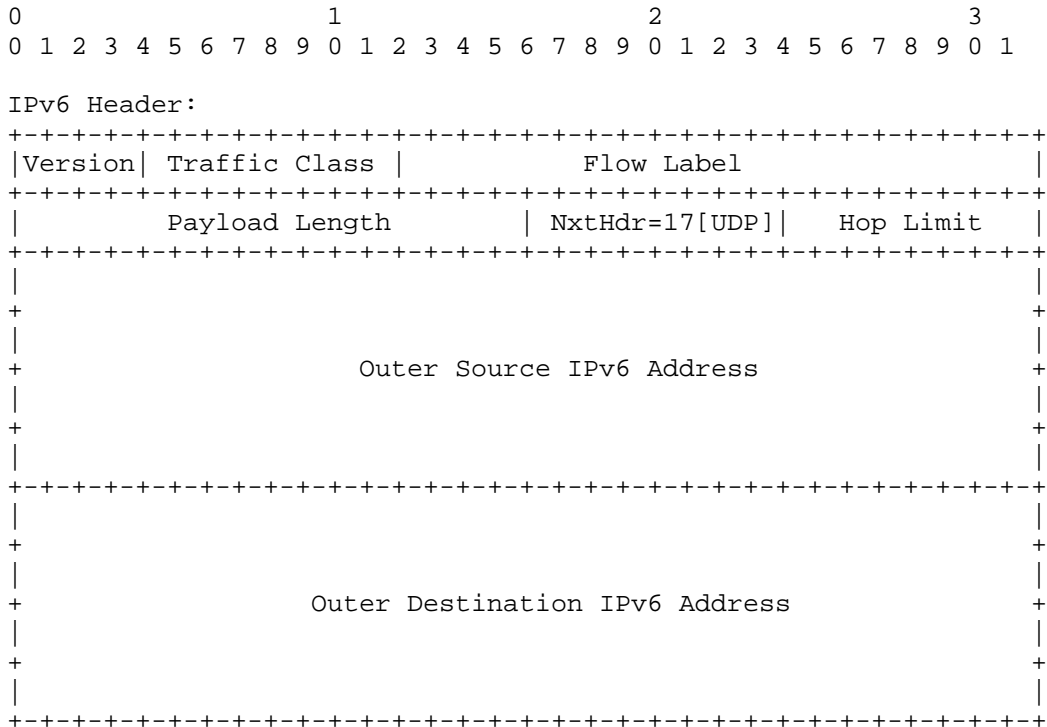 0                   1                   2                   3
0 1 2 3 4 5 6 7 8 9 0 1 2 3 4 5 6 7 8 9 0 1 2 3 4 5 6 7 8 9 0 1
IPv6 Header:
+-+-+-+-+-+-+-+-+-+-+-+-+-+-+-+-+-+-+-+-+-+-+-+-+-+-+-+-+-+-+-+-+
|Version| Traffic Class |           Flow Label                  |
+-+-+-+-+-+-+-+-+-+-+-+-+-+-+-+-+-+-+-+-+-+-+-+-+-+-+-+-+-+-+-+-+
|         Payload Length        | NxtHdr=17[UDP]|   Hop Limit   |
+-+-+-+-+-+-+-+-+-+-+-+-+-+-+-+-+-+-+-+-+-+-+-+-+-+-+-+-+-+-+-+-+
|                                                               |
+                                                               +
|                                                               |
+                     Outer Source IPv6 Address                 +
|                                                               |
+                                                               +
|                                                               |
+-+-+-+-+-+-+-+-+-+-+-+-+-+-+-+-+-+-+-+-+-+-+-+-+-+-+-+-+-+-+-+-+
|                                                               |
+                                                               +
|                                                               |
+                  Outer Destination IPv6 Address               +
|                                                               |
+                                                               +
|                                                               |
+-+-+-+-+-+-+-+-+-+-+-+-+-+-+-+-+-+-+-+-+-+-+-+-+-+-+-+-+-+-+-+-+